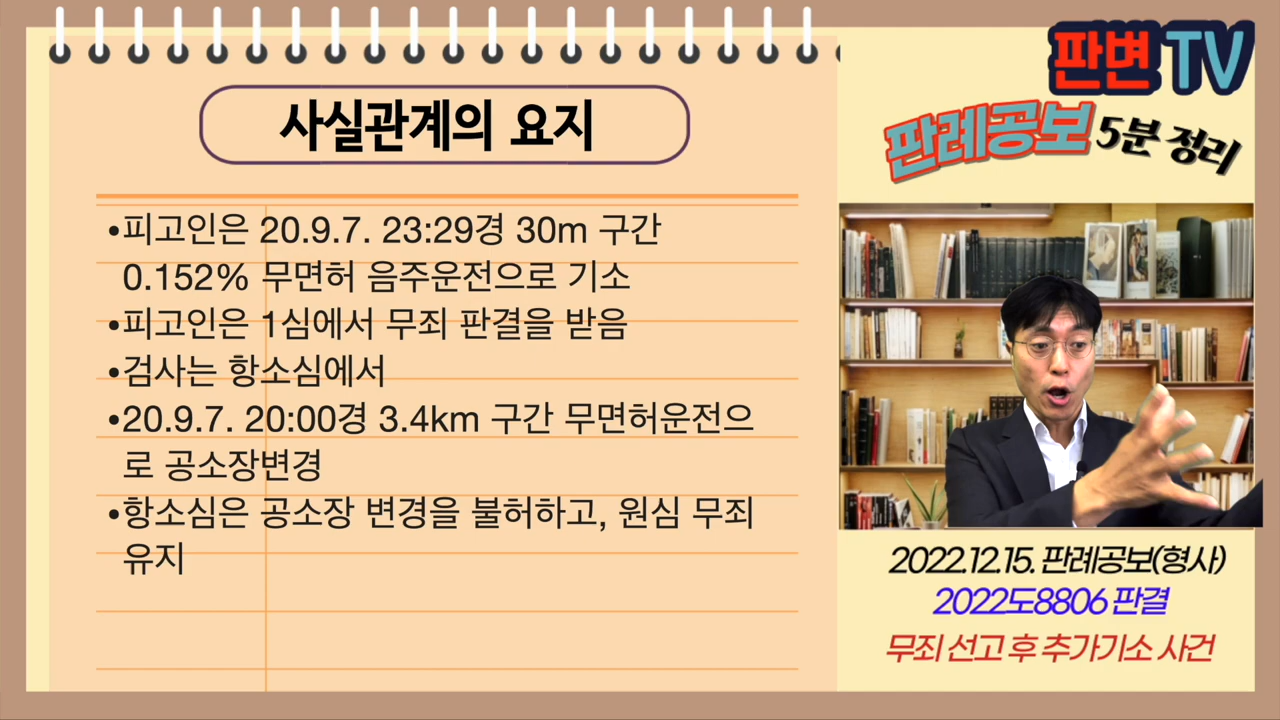 사실관계의 요지
•피고인은 20.9.7. 23:29경 30m 구간
0.152% 무면허 음주운전으로 기소
•피고인은 1심에서 무죄 판결을 받음
•검사는 항소심에서
•20.9.7. 20:00경 3.4km 구간 무면허운전으
로 공소장변경
•항소심은 공소장 변경을 불허하고, 원심 무죄
유지
판변 TV
판례공보 5분 정리
2022.12.15. 판례공보(형사)
2022도8806 판결
무죄 선고 후 추가기소 사건